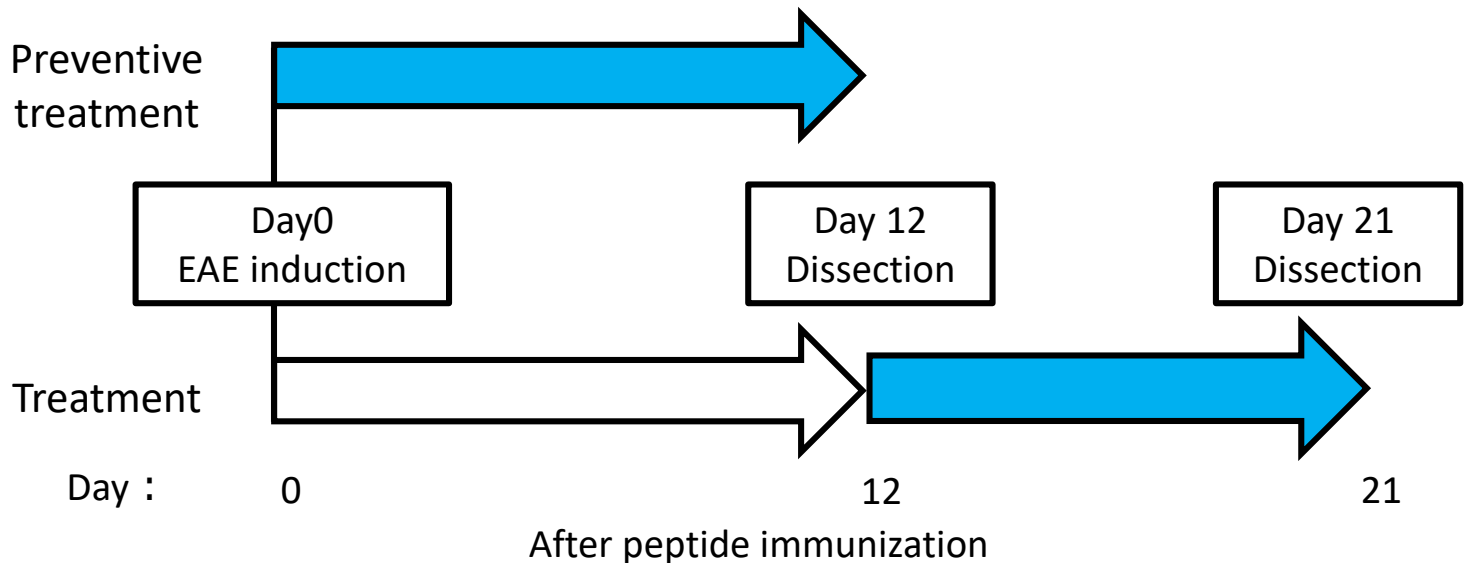 Preventive
treatment
Day0
EAE induction
Day 12
Dissection
Day 21
Dissection
Treatment
Day：
0
12
21
After peptide immunization